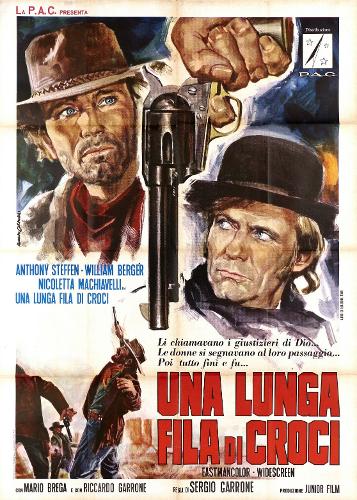 La P.A.C. PRESENTA
Distribuzione
P.A.C.
ANTHONY STEFFEN - WILLIAM BERGER
NICOLETTA MACHIAVELLI in
UNA LUNGA FILA DI CROCI
Li chiamavano i giustizieri di Dio...
Le donne si segnavano al loro passaggio...
Poi tutto finì e fu...
UNA LUNGA
FILA DI CROCI
EASTMANCOLOR - WIDESCREEN
CON MARIO BREGA E CON RICCARDO GARRONE
REGIA DI SERGIO GARRONE
PRODUZIONE JUNIOR FILM